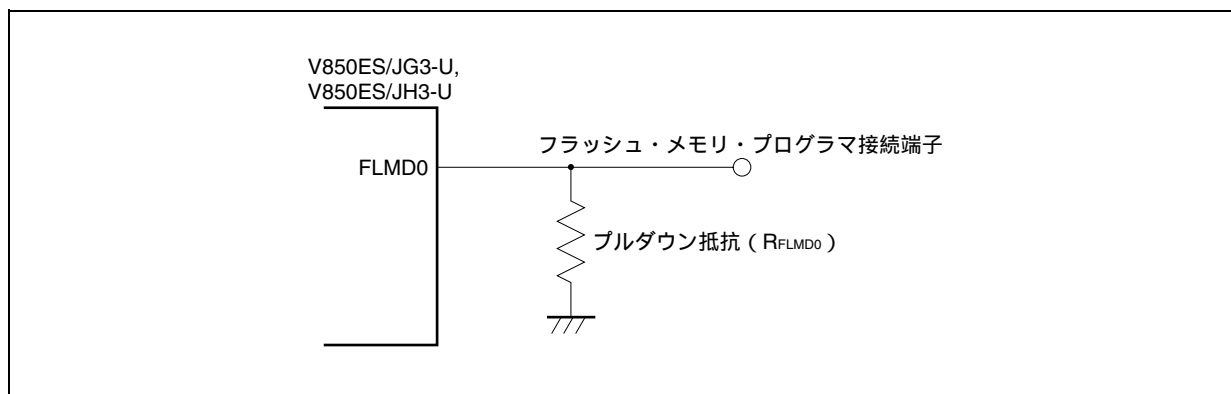 V850ES/JG3-U,
V850ES/JH3-U
フラッシュ・メモリ・プログラマ接続端子
FLMD0
プルダウン抵抗（RFLMD0）